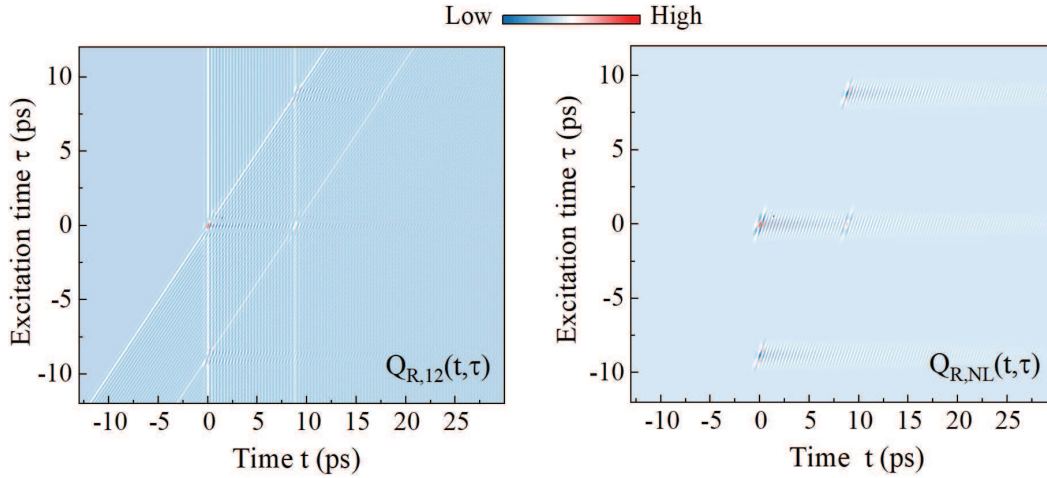 Low High
10
5
0
-5
-10
Excitation time τ (ps)
Q_R,12(t,τ)
-10 -5 0 5 10 15 20 25
Time t (ps)
10
5
0
-5
-10
Excitation time τ (ps)
Q_R,NL(t,τ)
-10 -5 0 5 10 15 20 25
Time t (ps)